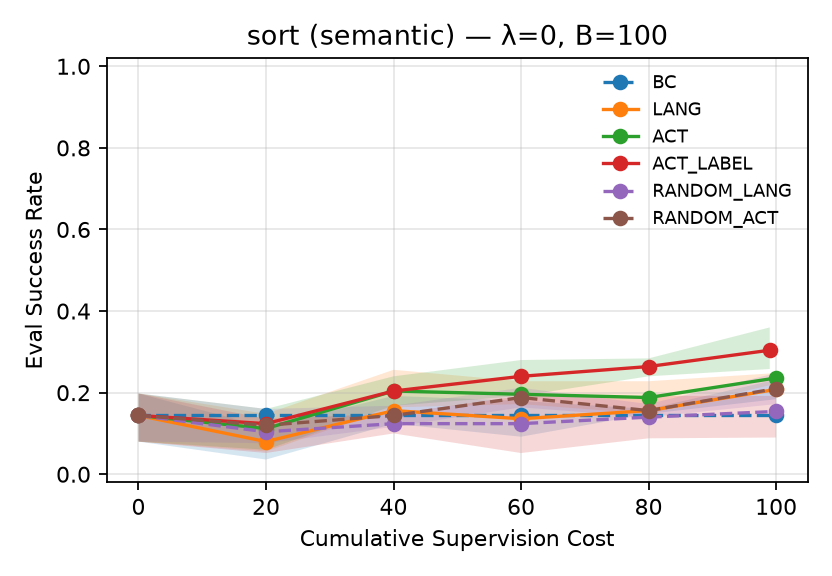 sort (semantic) — λ=0, B=100
Eval Success Rate
1.0
0.8
0.6
0.4
0.2
0.0
BC
LANG
ACT
ACT_LABEL
RANDOM_LANG
RANDOM_ACT
0 20 40 60 80 100
Cumulative Supervision Cost